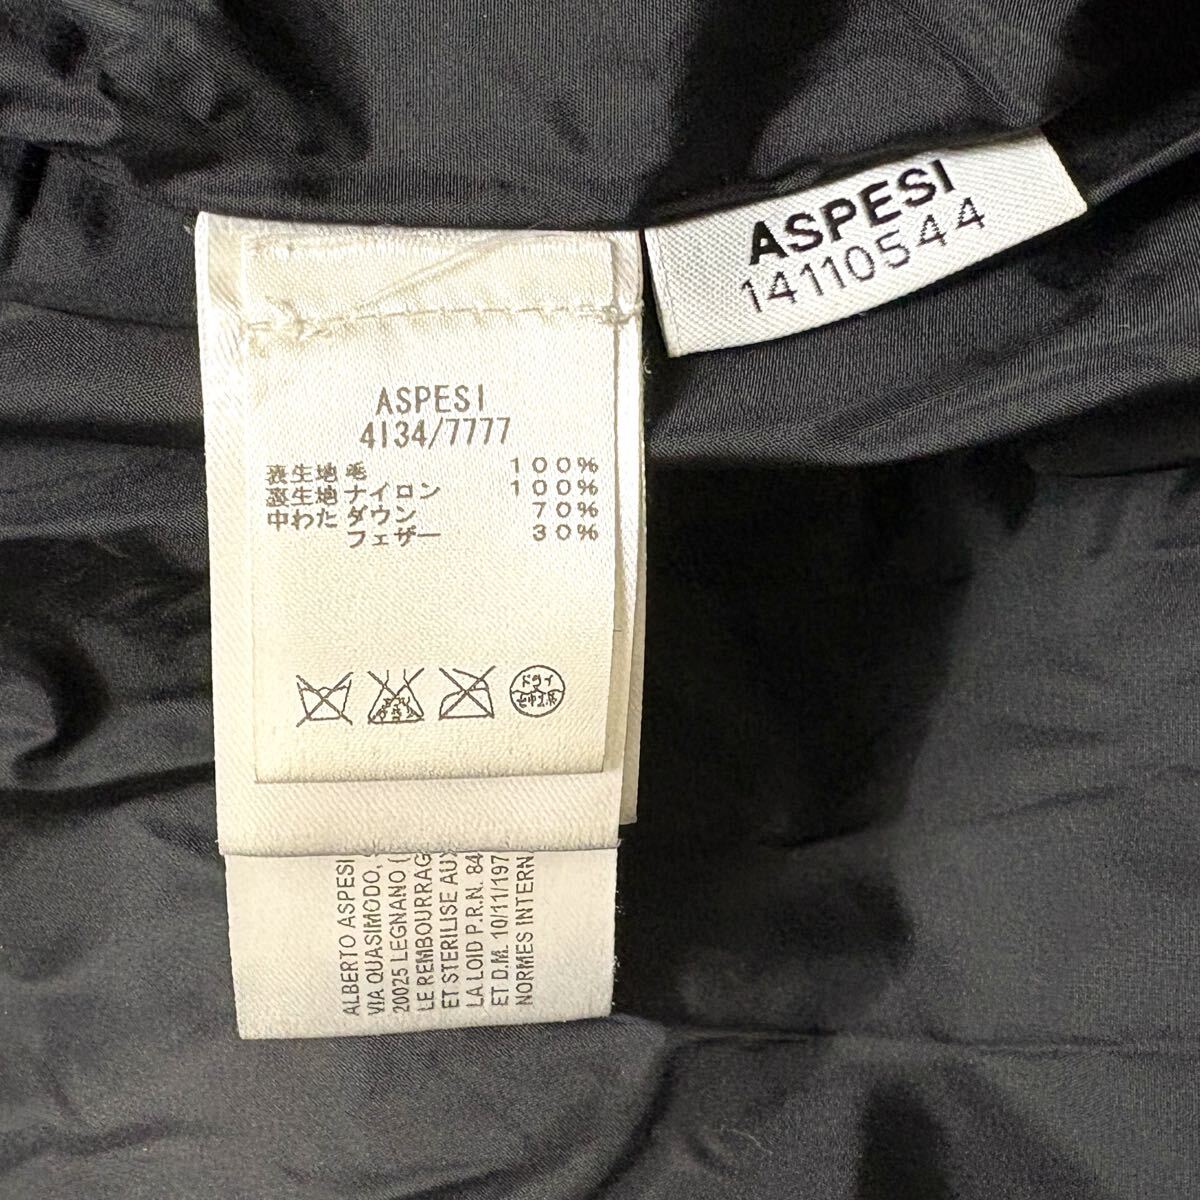 ASPESI
14110544
ASPESI
4134/7777
表生地 毛 100%
裏生地 ナイロン 100%
中わた ダウン 70%
フェザー 30%
ドライ
ALBERTO ASPESI
VIA QUASIMODO,
20025 LEGNANO (
LE REMBOURRAG
ET STERILISE AUX
LA LOID P.R.N. 84
ET D.M. 10/11/197
NORMES INTERN